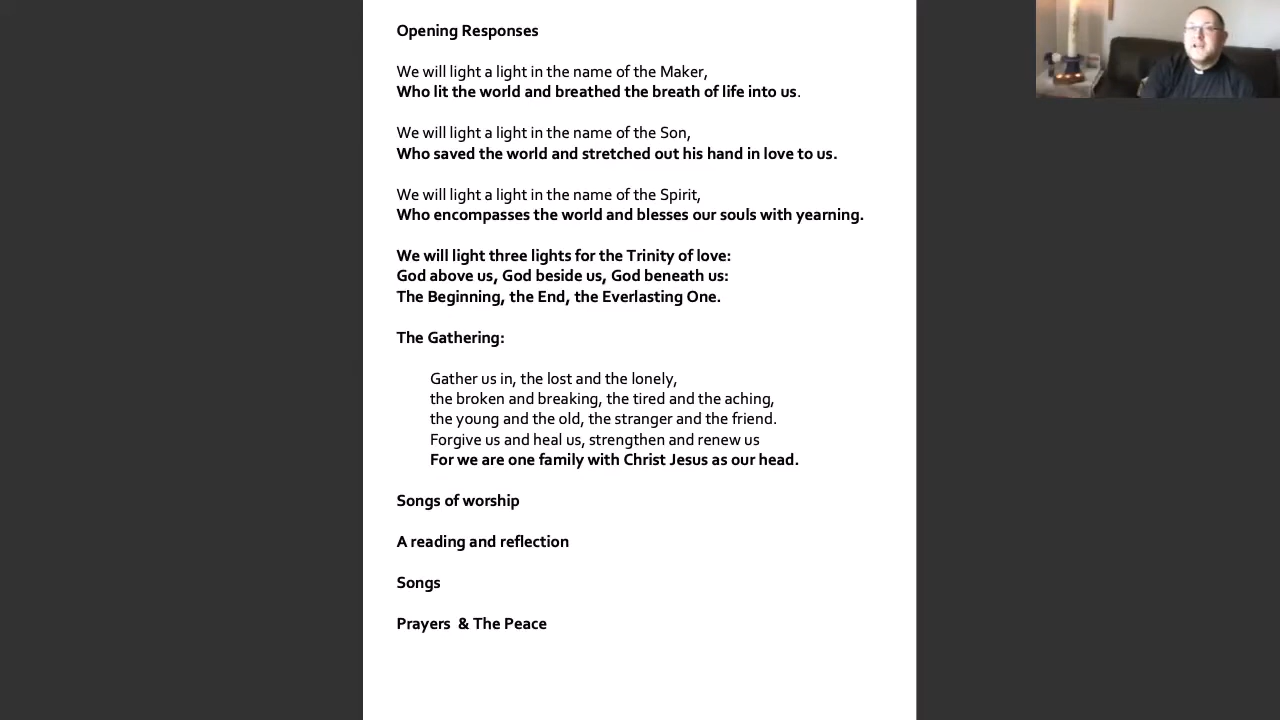 Opening Responses
We will light a light in the name of the Maker,
Who lit the world and breathed the breath of life into us.
We will light a light in the name of the Son,
Who saved the world and stretched out his hand in love to us.
We will light a light in the name of the Spirit,
Who encompasses the world and blesses our souls with yearning.
We will light three lights for the Trinity of love:
God above us, God beside us, God beneath us:
The Beginning, the End, the Everlasting One.
The Gathering:
Gather us in, the lost and the lonely,
the broken and breaking, the tired and the aching,
the young and the old, the stranger and the friend.
Forgive us and heal us, strengthen and renew us
For we are one family with Christ Jesus as our head.
Songs of worship
A reading and reflection
Songs
Prayers  & The Peace